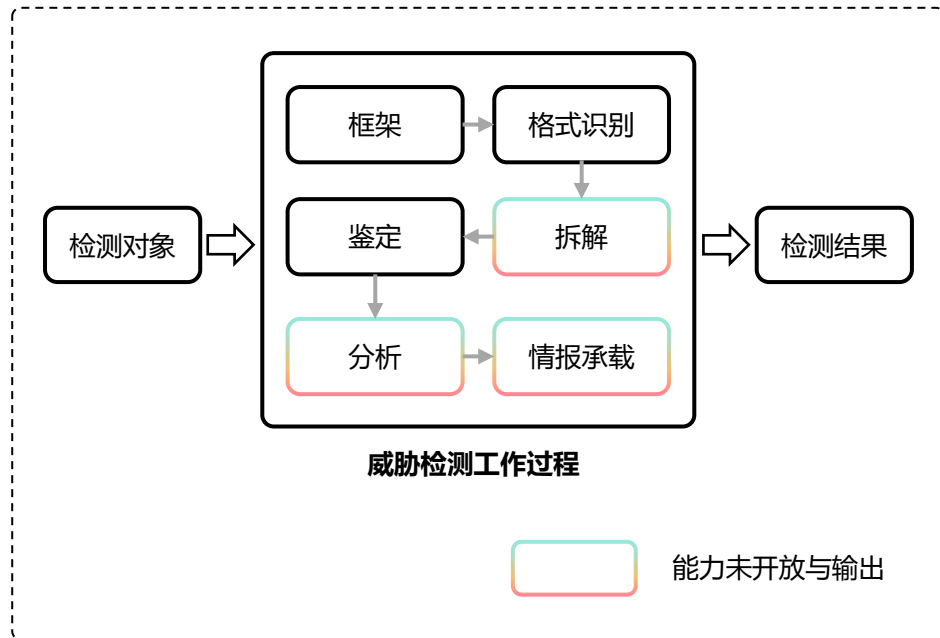 框架
格式识别
检测对象
鉴定
拆解
检测结果
分析
情报承载
威胁检测工作过程
能力未开放与输出